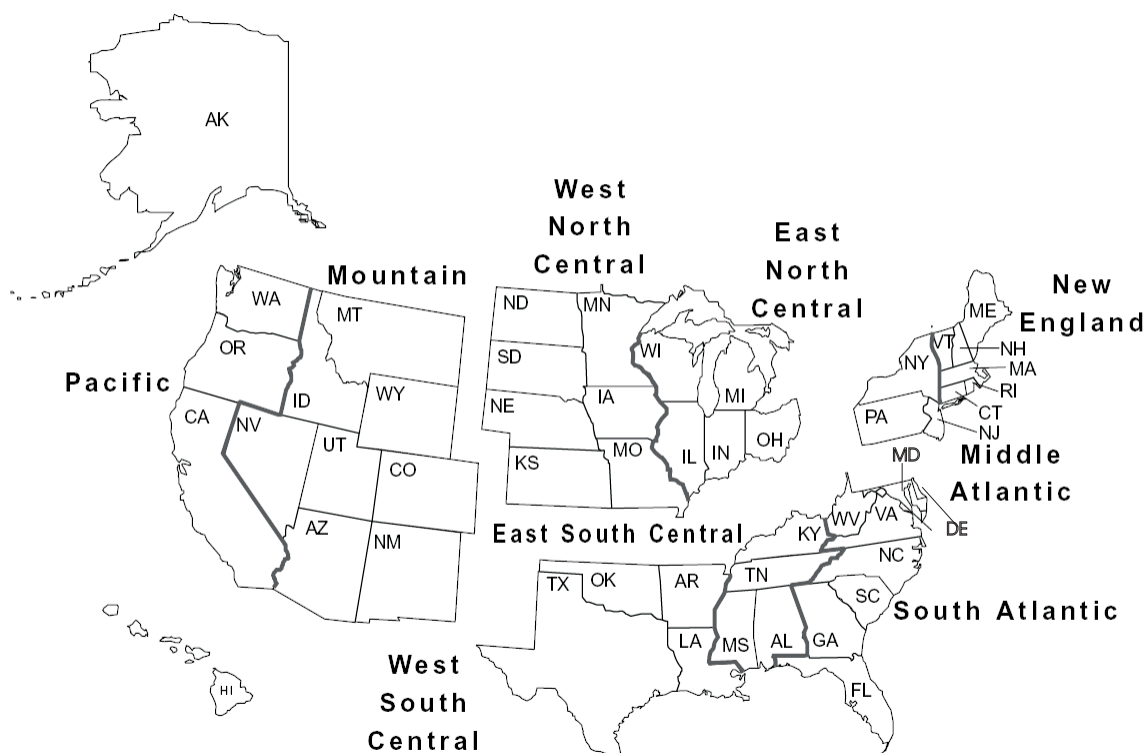 AK
West
North
Central
East
North
Central
Mountain
New
England
WA
MT
ND
MN
ME
OR
SD
WI
NY
VT
NH
MA
Pacific
ID
WY
NE
IA
MI
RI
CA
NV
PA
CT
NJ
UT
CO
KS
MO
IL
IN
OH
MD
Middle
Atlantic
AZ
NM
East South Central
KY
WV
VA
DE
NC
TX
OK
AR
TN
SC
South Atlantic
LA
MS
AL
GA
HI
West
South
Central
FL